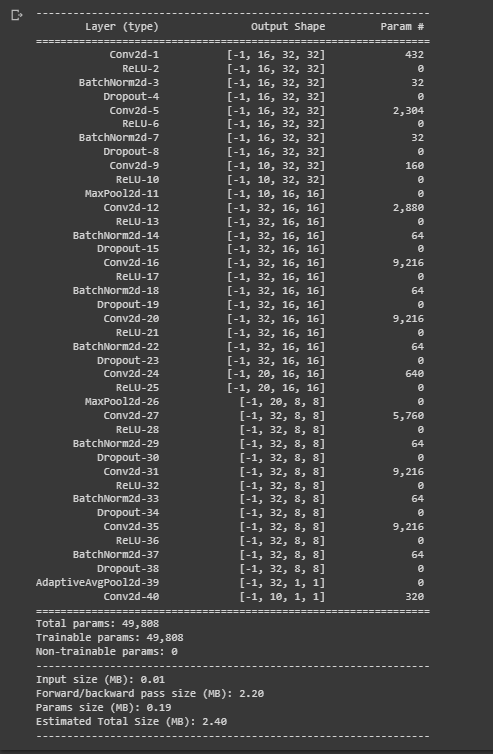 ----------------------------------------------------------------
Layer (type) Output Shape Param #
================================================================
Conv2d-1 [-1, 16, 32, 32] 432
ReLU-2 [-1, 16, 32, 32] 0
BatchNorm2d-3 [-1, 16, 32, 32] 32
Dropout-4 [-1, 16, 32, 32] 0
Conv2d-5 [-1, 16, 32, 32] 2,304
ReLU-6 [-1, 16, 32, 32] 0
BatchNorm2d-7 [-1, 16, 32, 32] 32
Dropout-8 [-1, 16, 32, 32] 0
Conv2d-9 [-1, 10, 32, 32] 160
ReLU-10 [-1, 10, 32, 32] 0
MaxPool2d-11 [-1, 10, 16, 16] 0
Conv2d-12 [-1, 32, 16, 16] 2,880
ReLU-13 [-1, 32, 16, 16] 0
BatchNorm2d-14 [-1, 32, 16, 16] 64
Dropout-15 [-1, 32, 16, 16] 0
Conv2d-16 [-1, 32, 16, 16] 9,216
ReLU-17 [-1, 32, 16, 16] 0
BatchNorm2d-18 [-1, 32, 16, 16] 64
Dropout-19 [-1, 32, 16, 16] 0
Conv2d-20 [-1, 32, 16, 16] 9,216
ReLU-21 [-1, 32, 16, 16] 0
BatchNorm2d-22 [-1, 32, 16, 16] 64
Dropout-23 [-1, 32, 16, 16] 0
Conv2d-24 [-1, 20, 16, 16] 640
ReLU-25 [-1, 20, 16, 16] 0
MaxPool2d-26 [-1, 20, 8, 8] 0
Conv2d-27 [-1, 32, 8, 8] 5,760
ReLU-28 [-1, 32, 8, 8] 0
BatchNorm2d-29 [-1, 32, 8, 8] 64
Dropout-30 [-1, 32, 8, 8] 0
Conv2d-31 [-1, 32, 8, 8] 9,216
ReLU-32 [-1, 32, 8, 8] 0
BatchNorm2d-33 [-1, 32, 8, 8] 64
Dropout-34 [-1, 32, 8, 8] 0
Conv2d-35 [-1, 32, 8, 8] 9,216
ReLU-36 [-1, 32, 8, 8] 0
BatchNorm2d-37 [-1, 32, 8, 8] 64
Dropout-38 [-1, 32, 8, 8] 0
AdaptiveAvgPool2d-39 [-1, 32, 1, 1] 0
Conv2d-40 [-1, 10, 1, 1] 320
================================================================
Total params: 49,808
Trainable params: 49,808
Non-trainable params: 0
----------------------------------------------------------------
Input size (MB): 0.01
Forward/backward pass size (MB): 2.20
Params size (MB): 0.19
Estimated Total Size (MB): 2.40
----------------------------------------------------------------